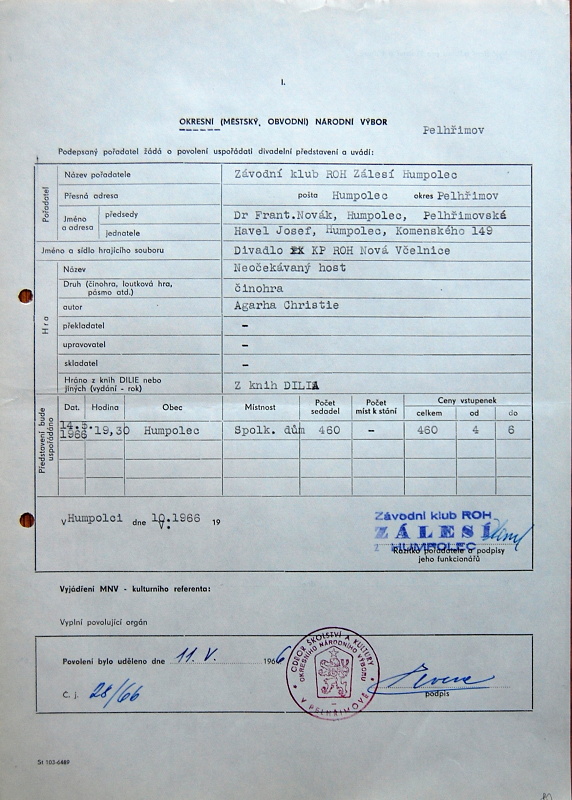 I.
OKRESNÍ (MĚSTSKÝ, OBVODNÍ) NÁRODNÍ VÝBOR
Pelhřimov
Podepsaný pořadatel žádá o povolení uspořádati divadelní představení a uvádí:
Pořadatel
Název pořadatele Závodní klub ROH Zálesí Humpolec
Přesná adresa pošta Humpolec okres Pelhřimov
Jméno a adresa předsedy Dr Frant.Novák, Humpolec, Pelhřimovská
jednatele Havel Josef, Humpolec, Komenského 149
Jméno a sídlo hrajícího souboru Divadlo KP ROH Nová Včelnice
Hra
Název Neočekávaný host
Druh (činohra, loutková hra, pásmo atd.) činohra
autor Agarha Christie
překladatel –
upravovatel –
skladatel –
Hráno z knih DILIE nebo jiných (vydání - rok) Z knih DILIA
Představení bude uspořádáno
Dat. Hodina Obec Místnost Počet sedadel Počet míst k stání Ceny vstupenek celkem od do
14.5. 1966 19,30 Humpolec Spolk. dům 460 – 460 4 6
v Humpolci dne 10.V.1966 19
Závodní klub ROH
ZÁLESÍ
z HUMPOLEC
Razítko pořadatele a podpisy
jeho funkcionářů
Vyjádření MNV - kulturního referenta:
Vyplní povolující orgán
Povolení bylo uděleno dne 11. V. 1966
ODBOR ŠKOLSTVÍ A KULTURY
OKRESNÍHO NÁRODNÍHO VÝBORU
V PELHŘIMOVĚ
Č. j. 28/66
podpis
St 103-6489